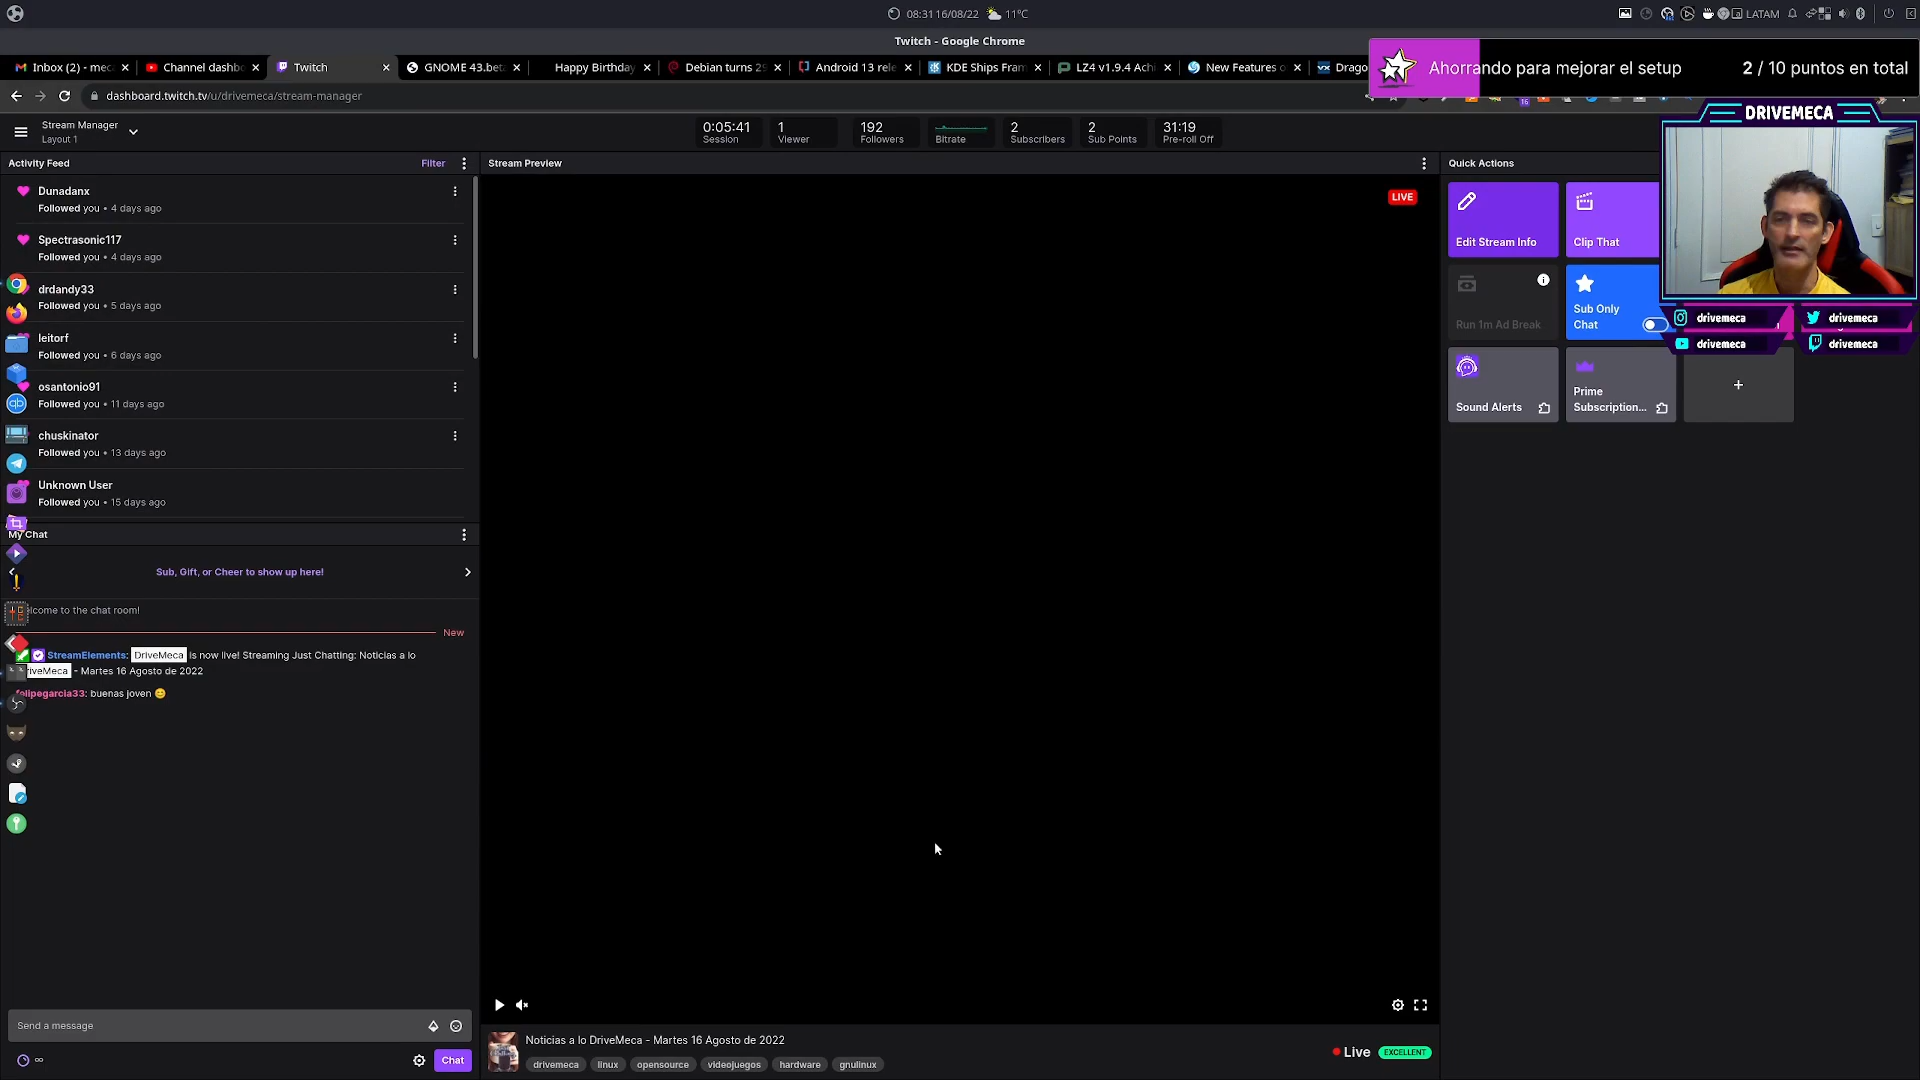 08:31 16/08/22 11°C
LATAM
Twitch - Google Chrome
Inbox (2) - mec
Channel dashb
Twitch
GNOME 43.bet
Happy Birthday
Debian turns 29
Android 13 rele
KDE Ships Fram
LZ4 v1.9.4 Achi
New Features o
Drago
Ahorrando para mejorar el setup
2 / 10 puntos en total
dashboard.twitch.tv/u/drivemeca/stream-manager
Stream Manager
Layout 1
0:05:41
Session
1
Viewer
192
Followers
Bitrate
2
Subscribers
2
Sub Points
31:19
Pre-roll Off
DRIVEMECA
Activity Feed
Filter
Stream Preview
Quick Actions
LIVE
Dunadanx
Followed you • 4 days ago
Spectrasonic117
Followed you • 4 days ago
drdandy33
Followed you • 5 days ago
leitorf
Followed you • 6 days ago
osantonio91
Followed you • 11 days ago
chuskinator
Followed you • 13 days ago
Unknown User
Followed you • 15 days ago
Edit Stream Info
Clip That
Run 1m Ad Break
Sub Only
Chat
drivemeca
drivemeca
drivemeca
drivemeca
Sound Alerts
Prime
Subscription...
My Chat
Sub, Gift, or Cheer to show up here!
lcome to the chat room!
New
StreamElements: DriveMeca is now live! Streaming Just Chatting: Noticias a lo
riveMeca - Martes 16 Agosto de 2022
felipegarcia33: buenas joven 😊
Send a message
Chat
Noticias a lo DriveMeca - Martes 16 Agosto de 2022
drivemeca
linux
opensource
videojuegos
hardware
gnulinux
Live
EXCELLENT